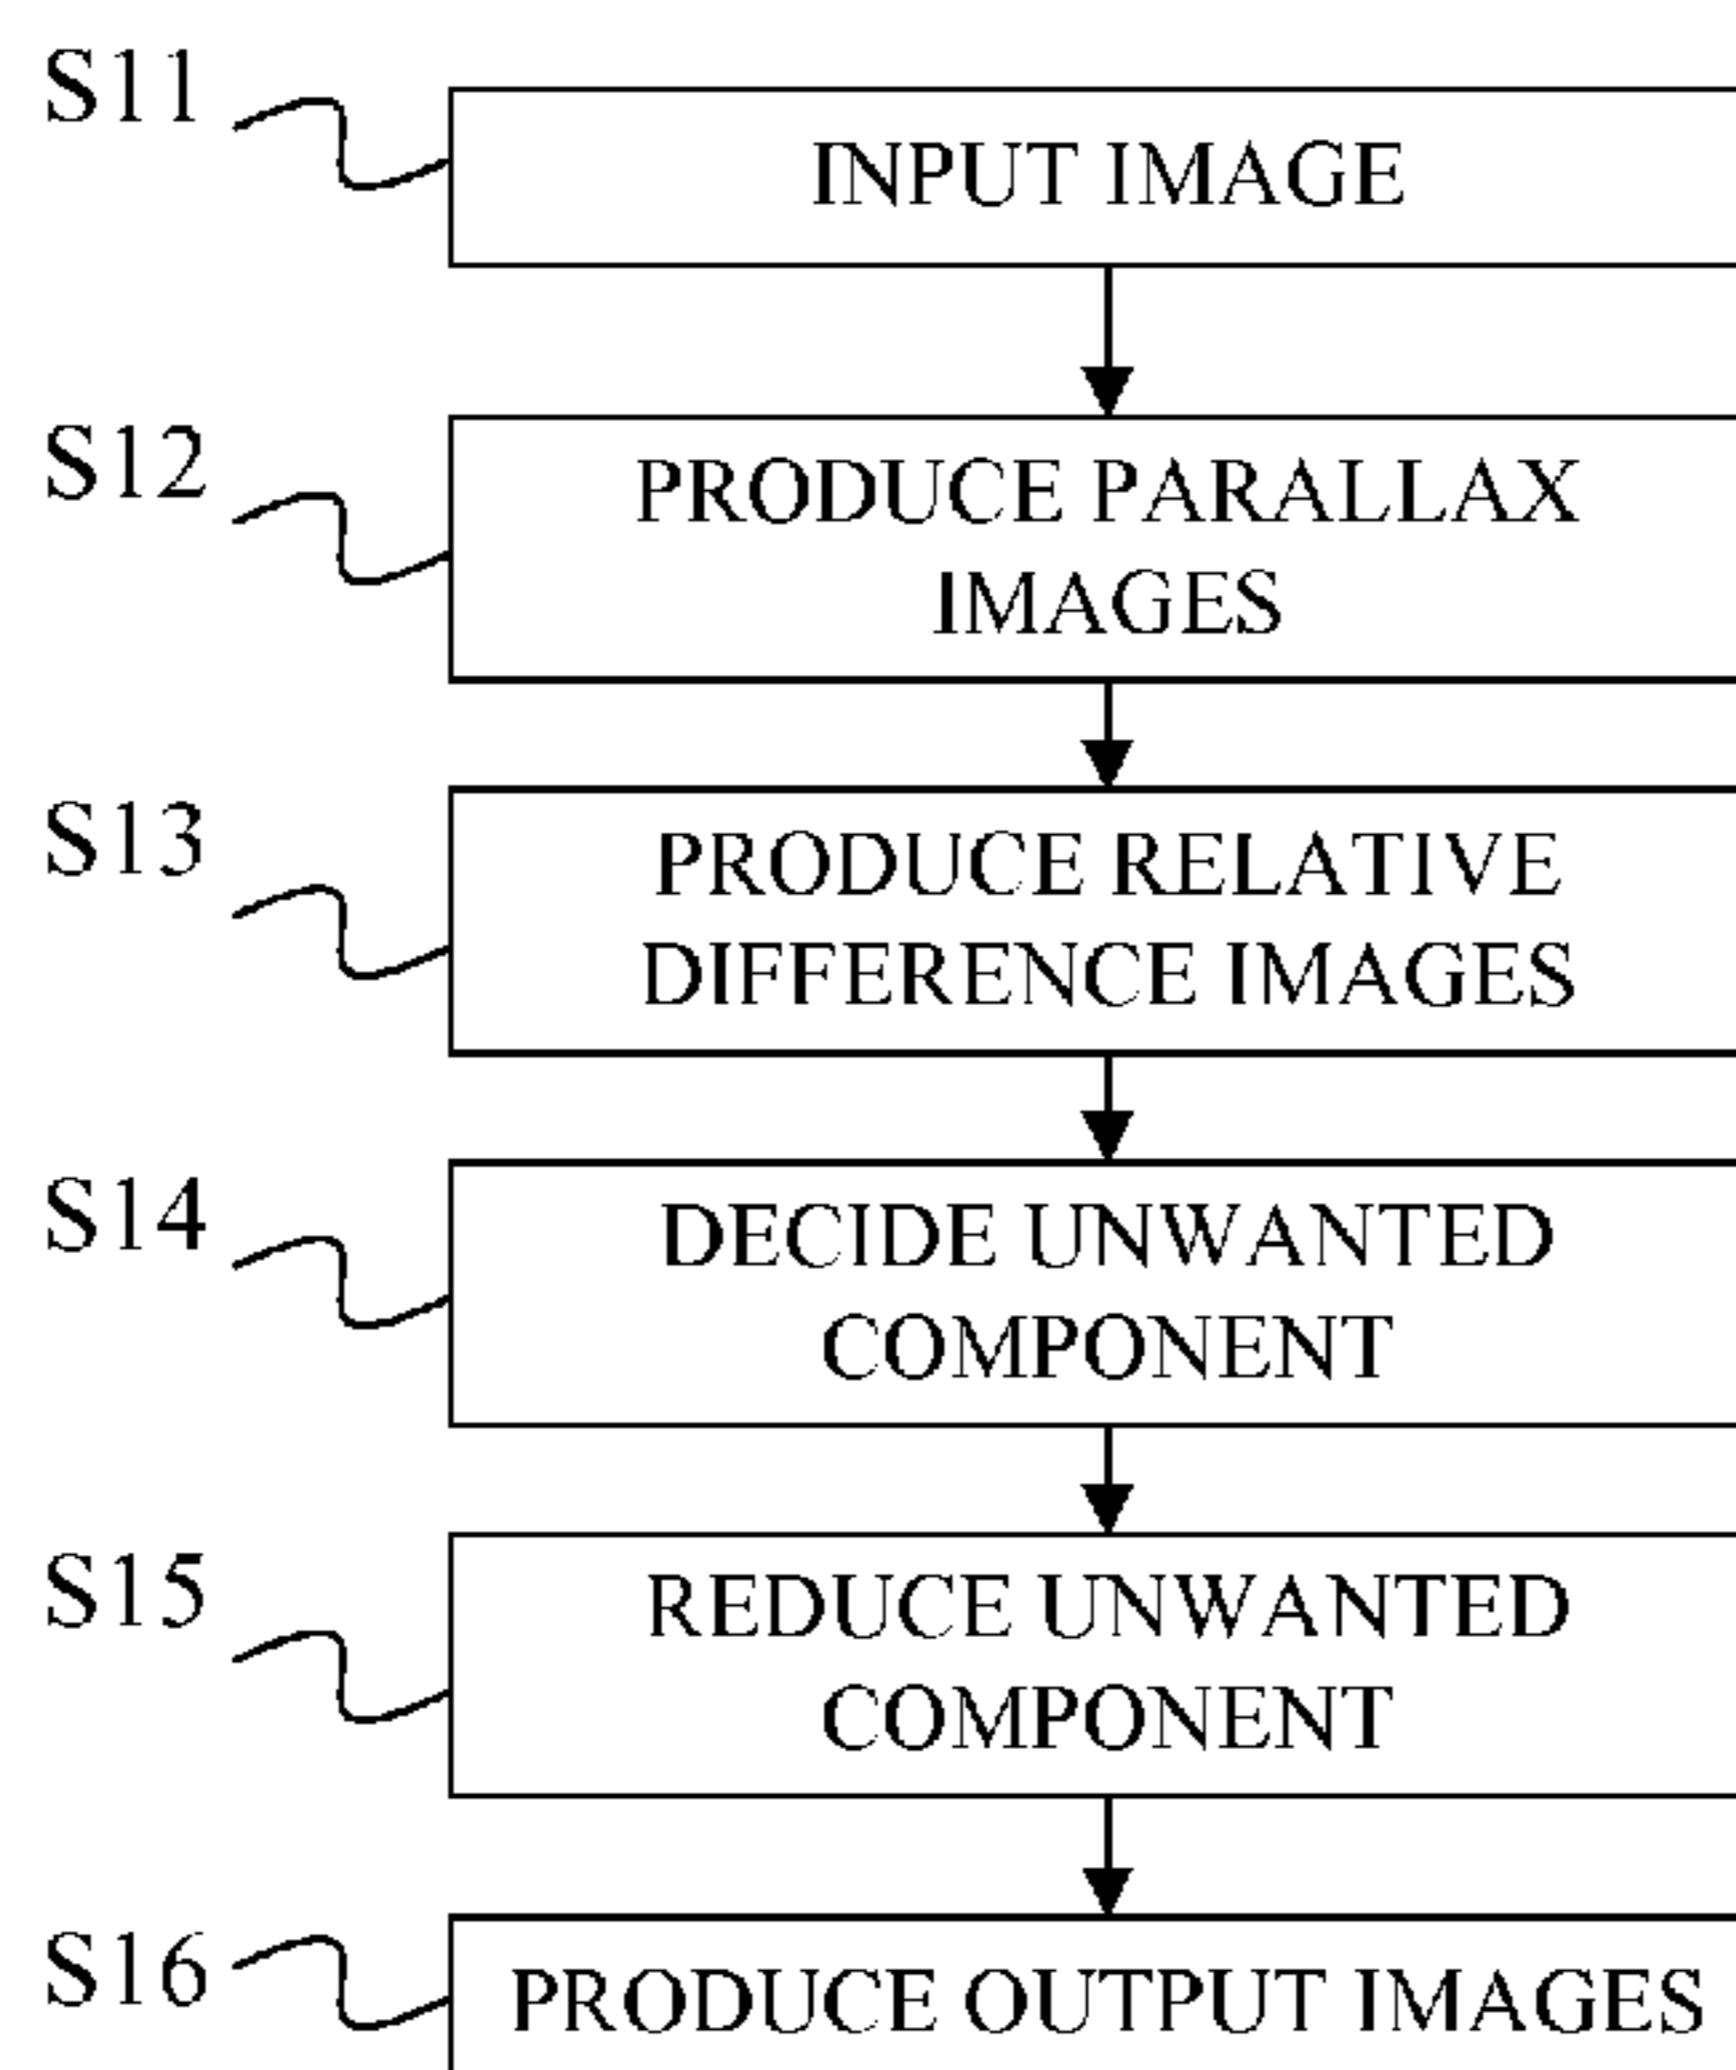 S11
INPUT IMAGE
S12
PRODUCE PARALLAX
IMAGES
S13
PRODUCE RELATIVE
DIFFERENCE IMAGES
S14
DECIDE UNWANTED
COMPONENT
S15
REDUCE UNWANTED
COMPONENT
S16
PRODUCE OUTPUT IMAGES